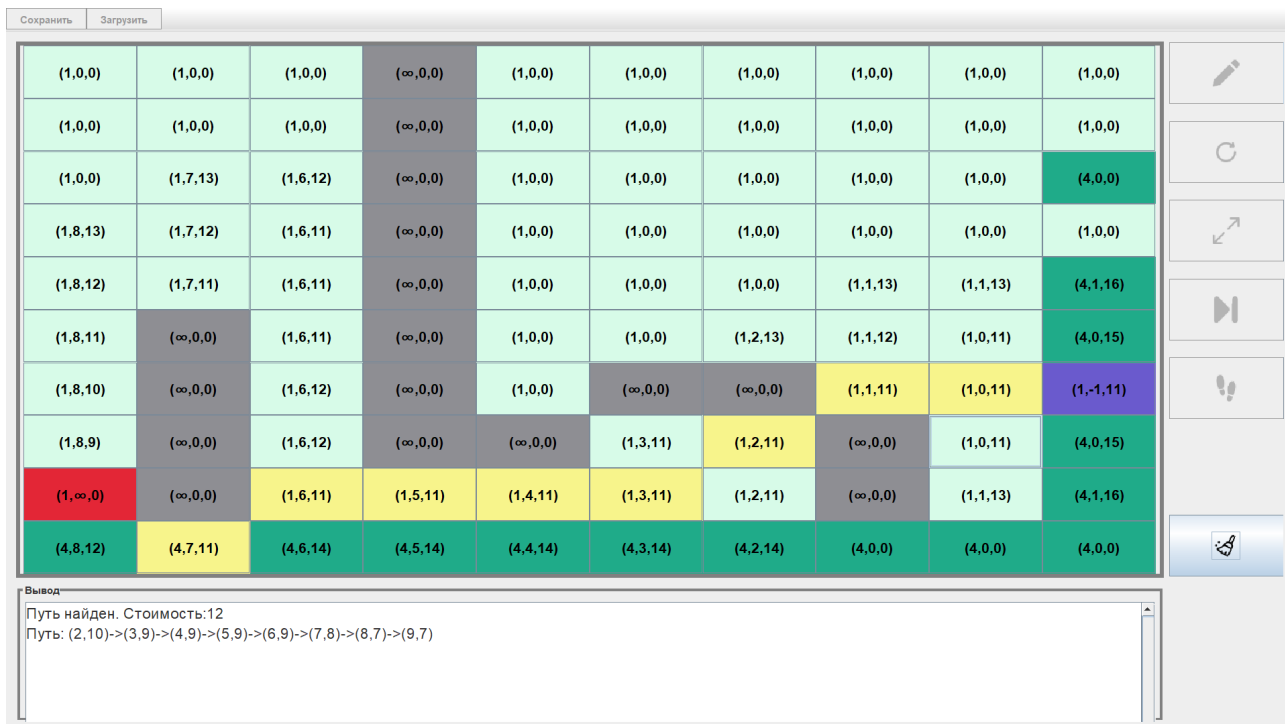 Сохранить Загрузить
(1,0,0) (1,0,0) (1,0,0) (∞,0,0) (1,0,0) (1,0,0) (1,0,0) (1,0,0) (1,0,0) (1,0,0)
(1,0,0) (1,0,0) (1,0,0) (∞,0,0) (1,0,0) (1,0,0) (1,0,0) (1,0,0) (1,0,0) (1,0,0)
(1,0,0) (1,7,13) (1,6,12) (∞,0,0) (1,0,0) (1,0,0) (1,0,0) (1,0,0) (1,0,0) (4,0,0)
(1,8,13) (1,7,12) (1,6,11) (∞,0,0) (1,0,0) (1,0,0) (1,0,0) (1,0,0) (1,0,0) (1,0,0)
(1,8,12) (1,7,11) (1,6,11) (∞,0,0) (1,0,0) (1,0,0) (1,0,0) (1,1,13) (1,1,13) (4,1,16)
(1,8,11) (∞,0,0) (1,6,11) (∞,0,0) (1,0,0) (1,0,0) (1,2,13) (1,1,12) (1,0,11) (4,0,15)
(1,8,10) (∞,0,0) (1,6,12) (∞,0,0) (1,0,0) (∞,0,0) (∞,0,0) (1,1,11) (1,0,11) (1,-1,11)
(1,8,9) (∞,0,0) (1,6,12) (∞,0,0) (∞,0,0) (1,3,11) (1,2,11) (∞,0,0) (1,0,11) (4,0,15)
(1,∞,0) (∞,0,0) (1,6,11) (1,5,11) (1,4,11) (1,3,11) (1,2,11) (∞,0,0) (1,1,13) (4,1,16)
(4,8,12) (4,7,11) (4,6,14) (4,5,14) (4,4,14) (4,3,14) (4,2,14) (4,0,0) (4,0,0) (4,0,0)
Вывод
Путь найден. Стоимость:12
Путь: (2,10)->(3,9)->(4,9)->(5,9)->(6,9)->(7,8)->(8,7)->(9,7)